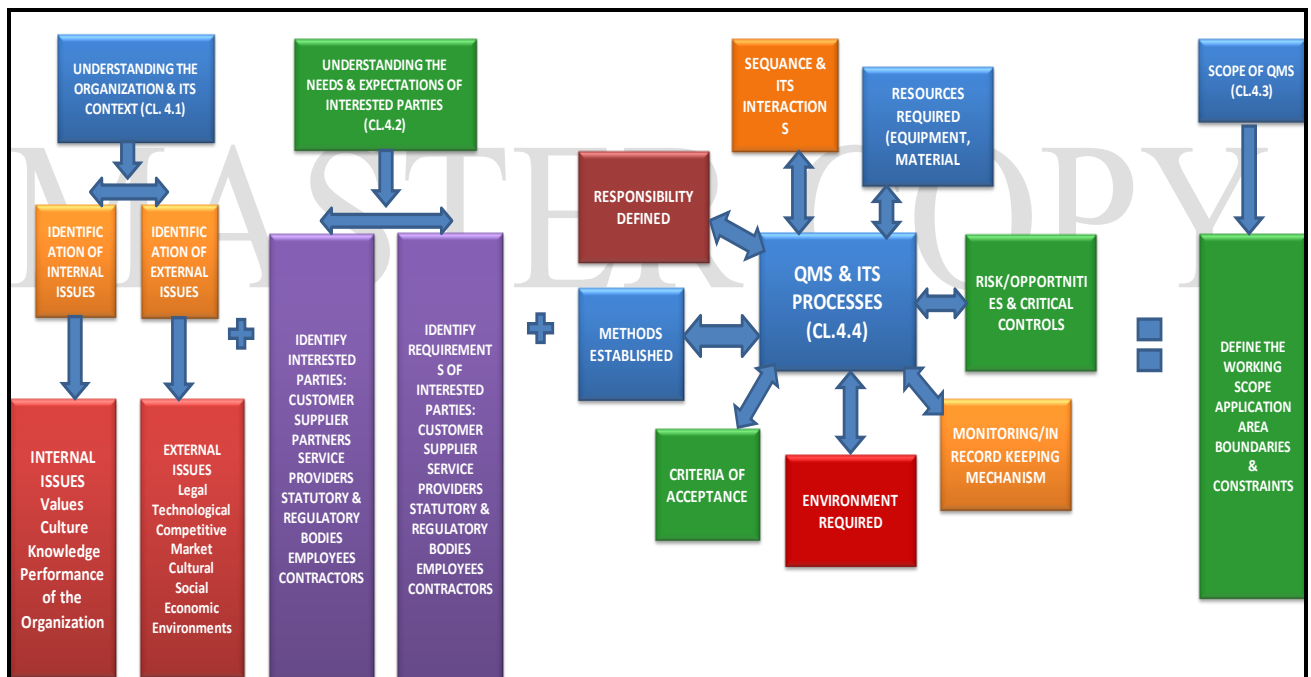 UNDERSTANDING THE
ORGANIZATION & ITS
CONTEXT (CL. 4.1)
IDENTIFIC
ATION OF
INTERNAL
ISSUES
IDENTIFIC
ATION OF
EXTERNAL
ISSUES
INTERNAL
ISSUES
Values
Culture
Knowledge
Performance
of the
Organization
EXTERNAL
ISSUES
Legal
Technological
Competitive
Market
Cultural
Social
Economic
Environments
UNDERSTANDING THE
NEEDS & EXPECTATIONS OF
INTERESTED PARTIES
(CL.4.2)
IDENTIFY
INTERESTED
PARTIES:
CUSTOMER
SUPPLIER
PARTNERS
SERVICE
PROVIDERS
STATUTORY &
REGULATORY
BODIES
EMPLOYEES
CONTRACTORS
IDENTIFY
REQUIREMENT
S OF
INTERESTED
PARTIES:
CUSTOMER
SUPPLIER
SERVICE
PROVIDERS
STATUTORY &
REGULATORY
BODIES
EMPLOYEES
CONTRACTORS
SEQUANCE &
ITS
INTERACTION
S
RESOURCES
REQUIRED
(EQUIPMENT,
MATERIAL
RESPONSIBILITY
DEFINED
QMS & ITS
PROCESSES
(CL.4.4)
RISK/OPPORTNITI
ES & CRITICAL
CONTROLS
METHODS
ESTABLISHED
CRITERIA OF
ACCEPTANCE
ENVIRONMENT
REQUIRED
MONITORING/IN
RECORD KEEPING
MECHANISM
SCOPE OF QMS
(CL.4.3)
DEFINE THE
WORKING
SCOPE
APPLICATION
AREA
BOUNDARIES
&
CONSTRAINTS
MASTER COPY